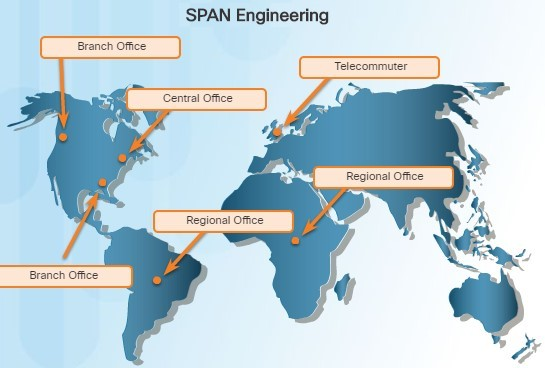 SPAN Engineering
Branch Office
Telecommuter
Central Office
Regional Office
Regional Office
Branch Office